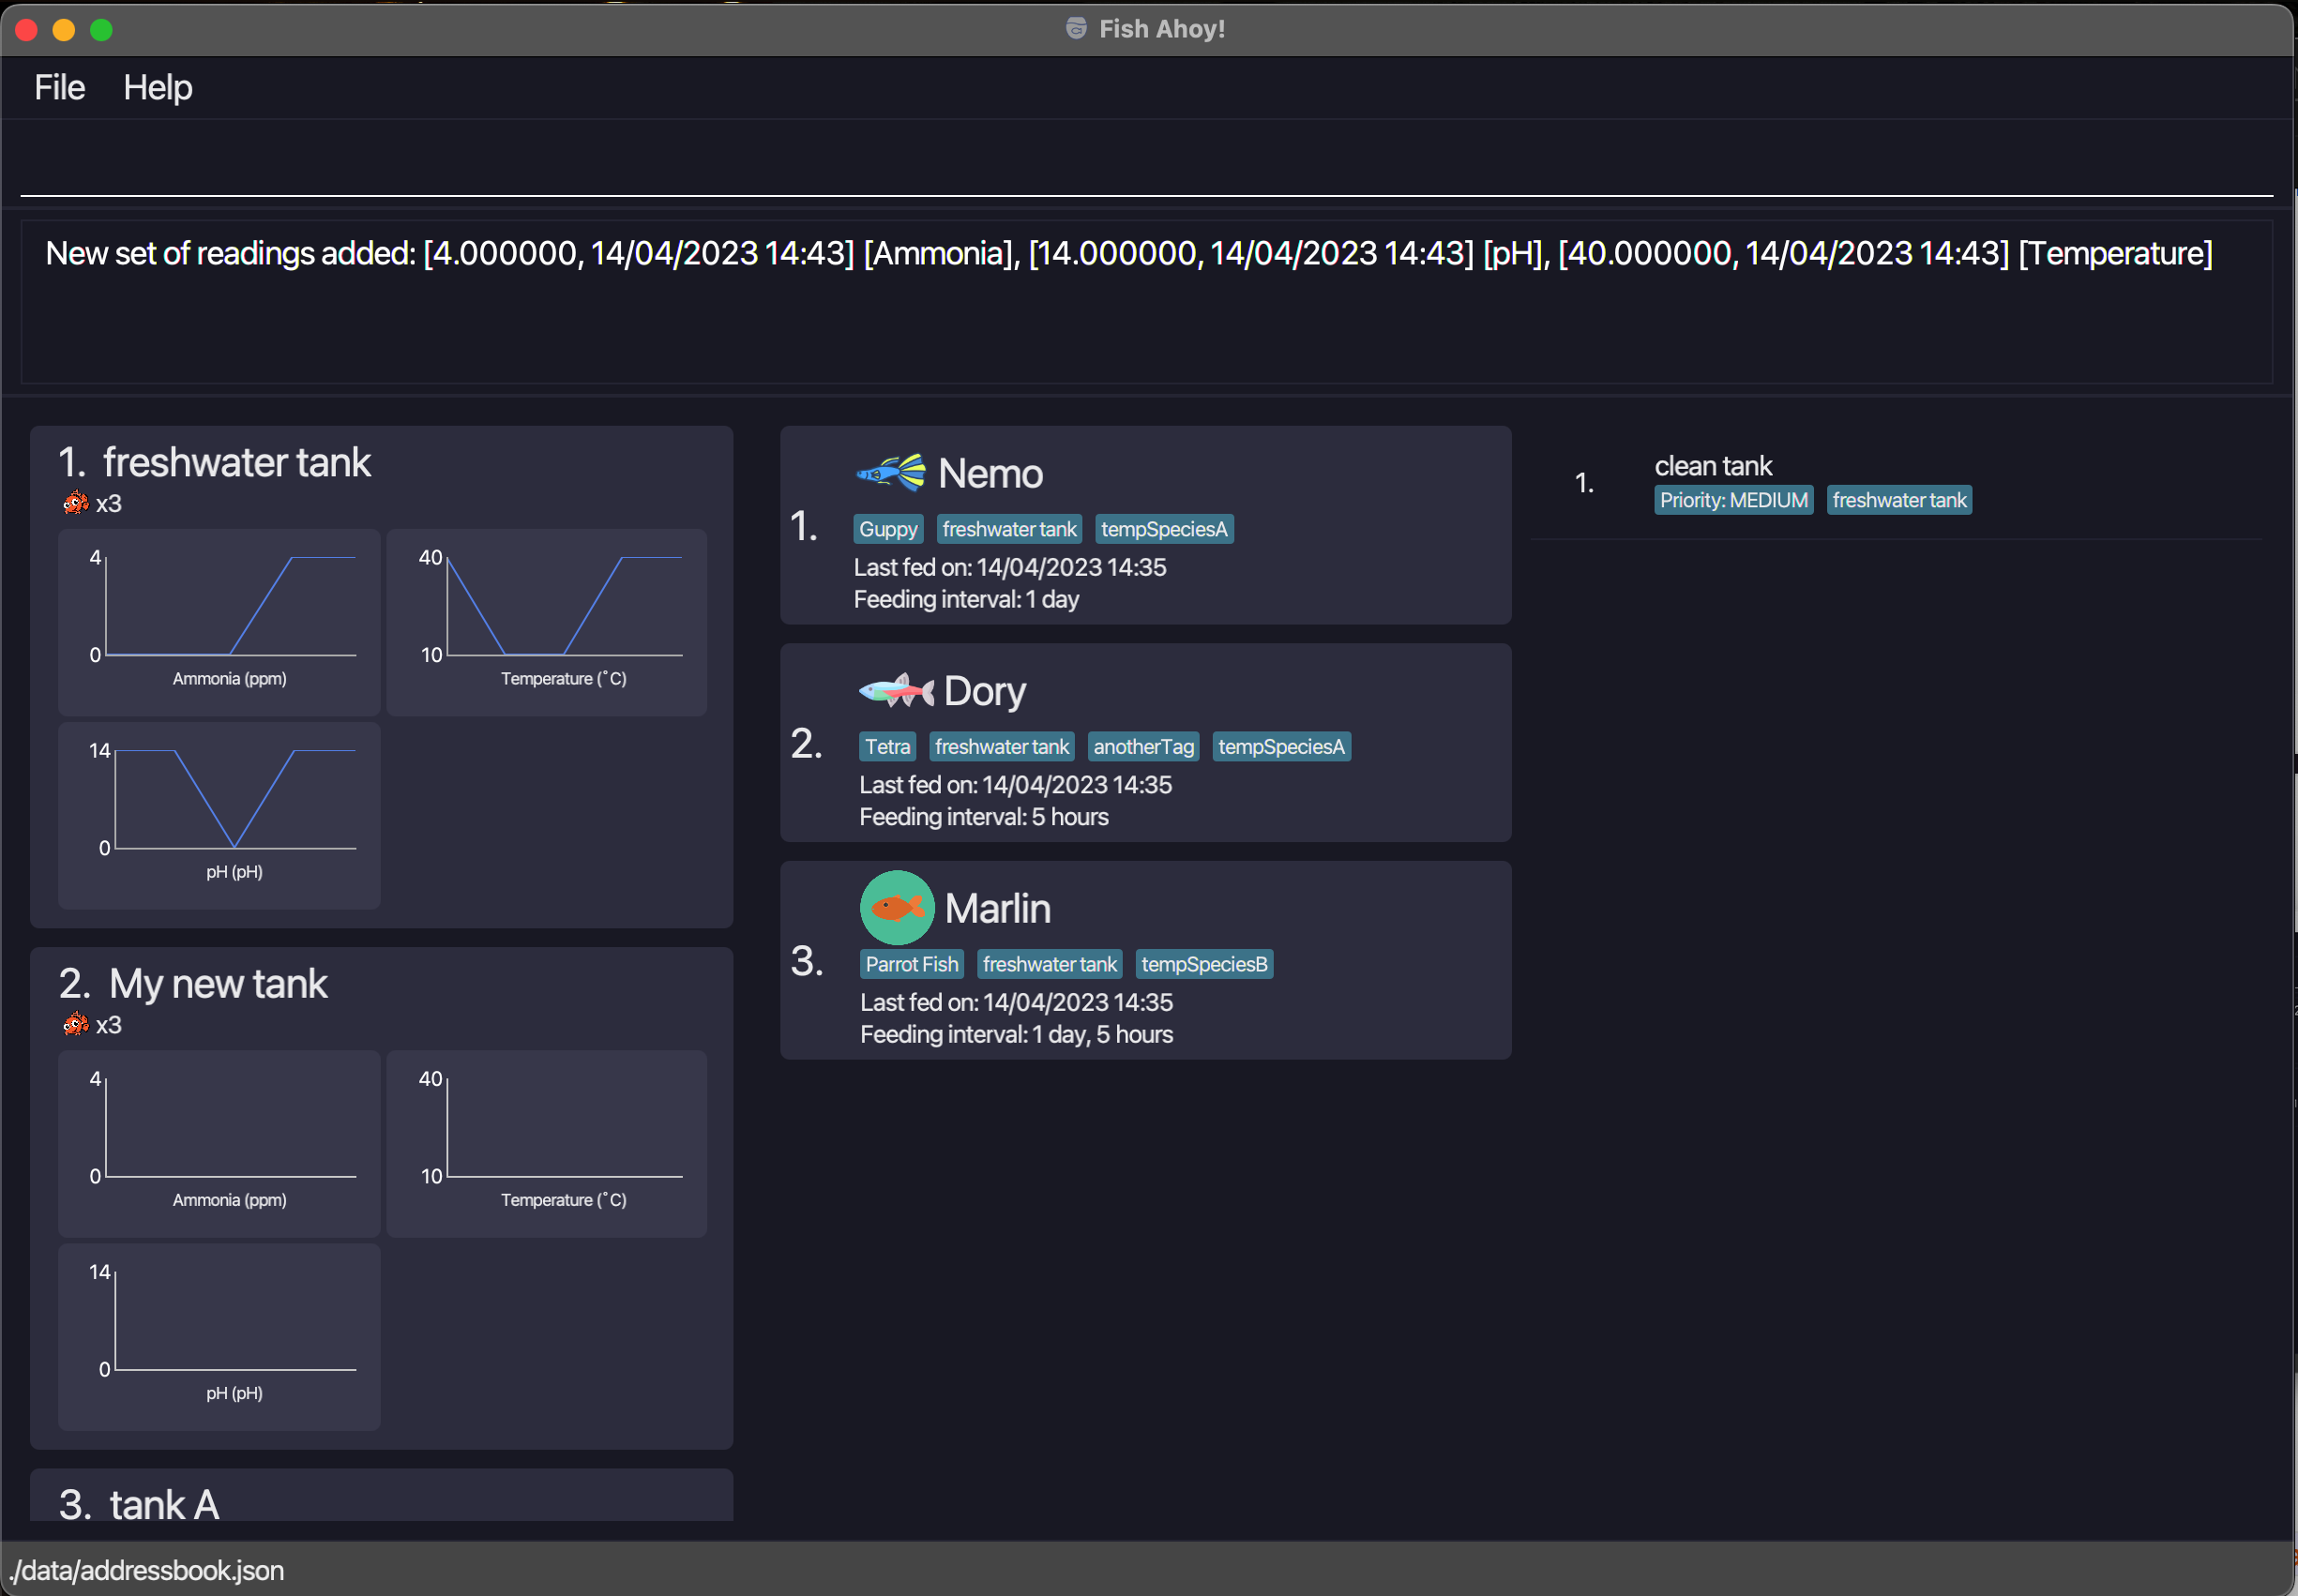 Fish Ahoy!
File Help
New set of readings added: [4.000000, 14/04/2023 14:43] [Ammonia], [14.000000, 14/04/2023 14:43] [pH], [40.000000, 14/04/2023 14:43] [Temperature]
1. freshwater tank
x3
4
0
Ammonia (ppm)
40
10
Temperature (˚C)
14
0
pH (pH)
2. My new tank
x3
4
0
Ammonia (ppm)
40
10
Temperature (˚C)
14
0
pH (pH)
3. tank A
Nemo
1.
Guppy freshwater tank tempSpeciesA
Last fed on: 14/04/2023 14:35
Feeding interval: 1 day
Dory
2.
Tetra freshwater tank anotherTag tempSpeciesA
Last fed on: 14/04/2023 14:35
Feeding interval: 5 hours
Marlin
3.
Parrot Fish freshwater tank tempSpeciesB
Last fed on: 14/04/2023 14:35
Feeding interval: 1 day, 5 hours
1.
clean tank
Priority: MEDIUM freshwater tank
./data/addressbook.json